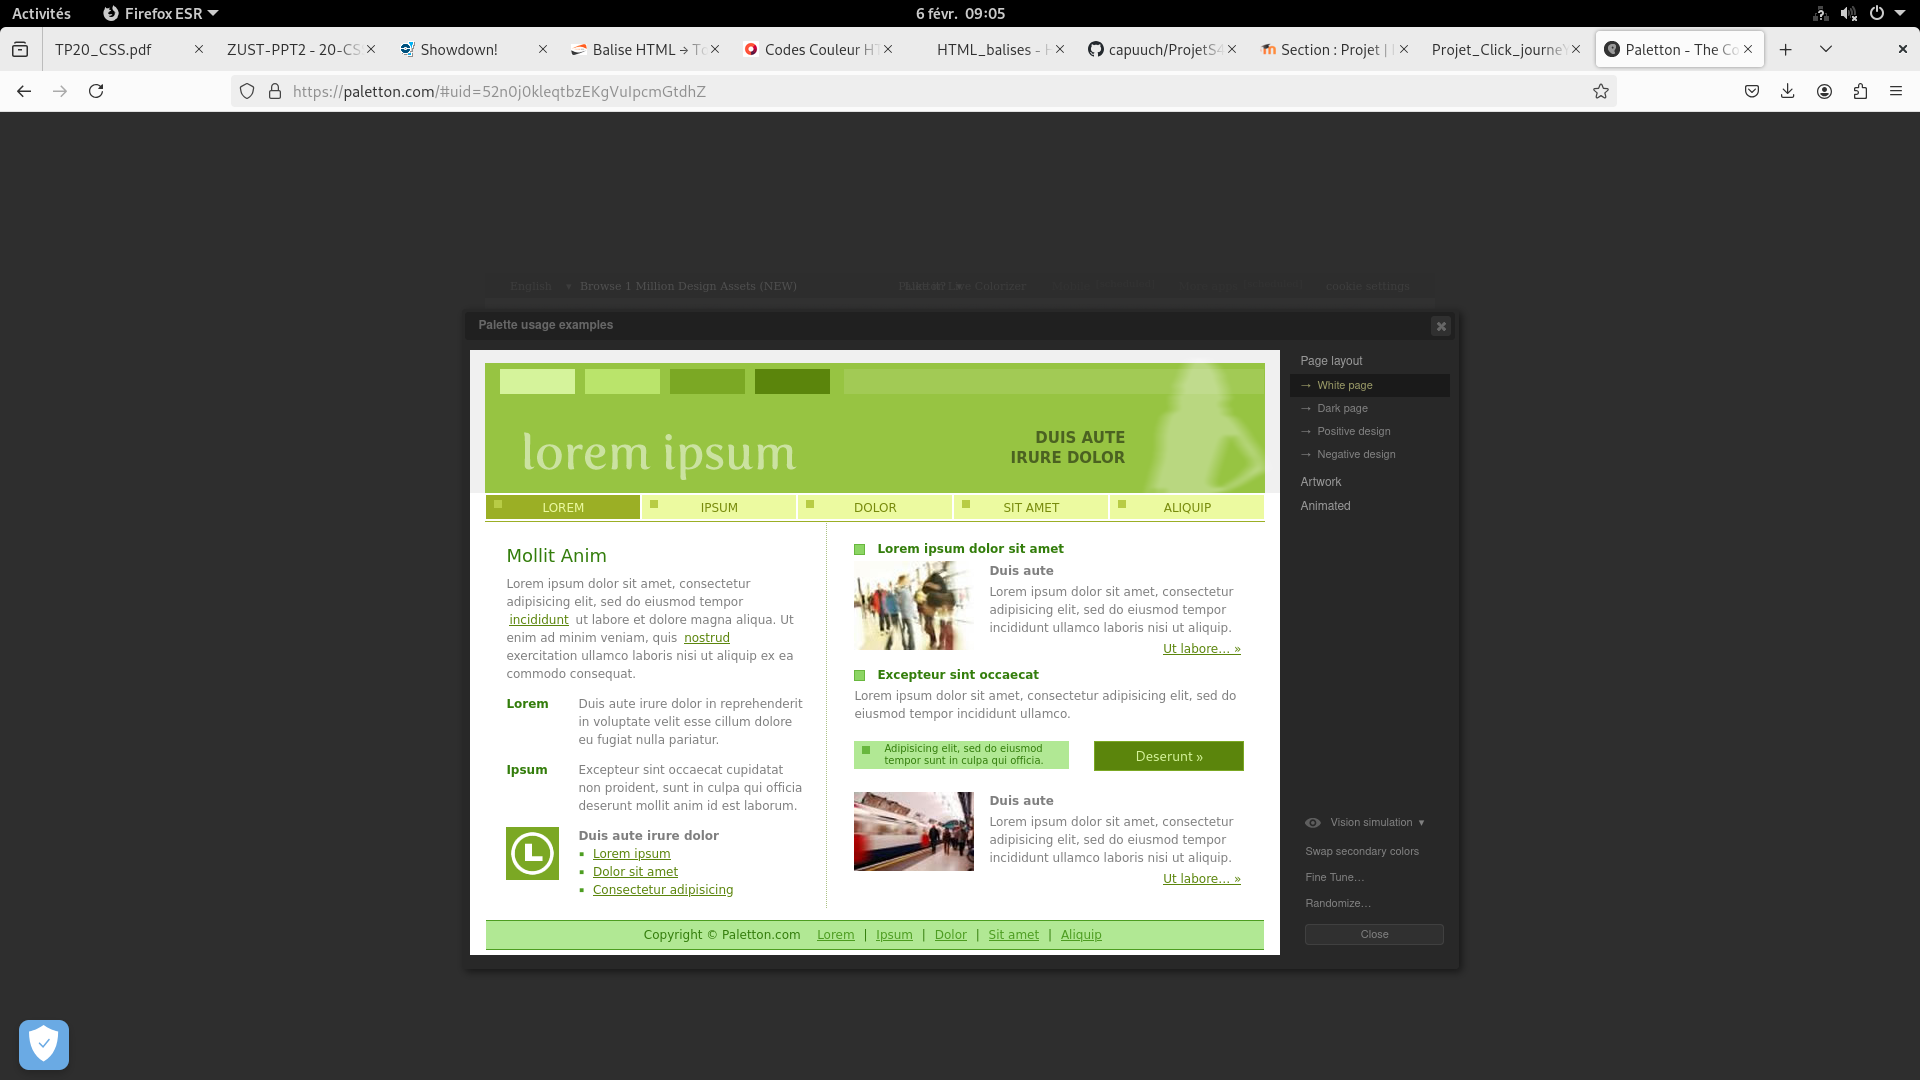 Activités
Firefox ESR
6 févr. 09:05
TP20_CSS.pdf
ZUST-PPT2 - 20-CS
Showdown!
Balise HTML → To
Codes Couleur HT
HTML_balises - H
capuuch/ProjetS4
Section : Projet |
Projet_Click_journeY
Paletton - The Co
https://paletton.com/#uid=52n0j0kleqtbzEKgVuIpcmGtdhZ
English ▾ Browse 1 Million Design Assets (NEW)
cookie settings
Palette usage examples
lorem ipsum
DUIS AUTE
IRURE DOLOR
LOREM
IPSUM
DOLOR
SIT AMET
ALIQUIP
Mollit Anim
Lorem ipsum dolor sit amet, consectetur
adipisicing elit, sed do eiusmod tempor
incididunt ut labore et dolore magna aliqua. Ut
enim ad minim veniam, quis nostrud
exercitation ullamco laboris nisi ut aliquip ex ea
commodo consequat.
Lorem
Duis aute irure dolor in reprehenderit
in voluptate velit esse cillum dolore
eu fugiat nulla pariatur.
Ipsum
Excepteur sint occaecat cupidatat
non proident, sunt in culpa qui officia
deserunt mollit anim id est laborum.
L
Duis aute irure dolor
Lorem ipsum
Dolor sit amet
Consectetur adipisicing
Lorem ipsum dolor sit amet
Duis aute
Lorem ipsum dolor sit amet, consectetur
adipisicing elit, sed do eiusmod tempor
incididunt ullamco laboris nisi ut aliquip.
Ut labore... »
Excepteur sint occaecat
Lorem ipsum dolor sit amet, consectetur adipisicing elit, sed do
eiusmod tempor incididunt ullamco.
Adipisicing elit, sed do eiusmod
tempor sunt in culpa qui officia.
Deserunt »
Duis aute
Lorem ipsum dolor sit amet, consectetur
adipisicing elit, sed do eiusmod tempor
incididunt ullamco laboris nisi ut aliquip.
Ut labore... »
Copyright © Paletton.com Lorem | Ipsum | Dolor | Sit amet | Aliquip
Page layout
→ White page
→ Dark page
→ Positive design
→ Negative design
Artwork
Animated
Vision simulation ▾
Swap secondary colors
Fine Tune...
Randomize...
Close